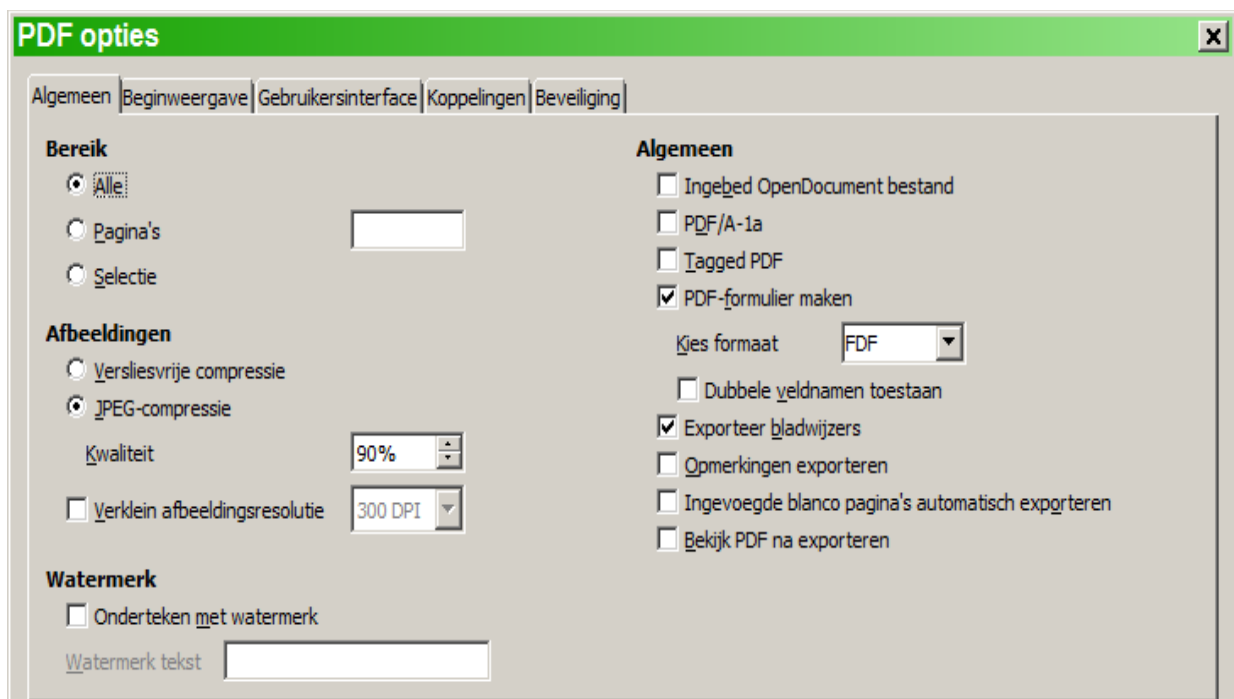 PDF opties
Algemeen Beginweergave Gebruikersinterface Koppelingen Beveiliging
Bereik
Alle
Pagina's
Selectie
Afbeeldingen
Versliesvrije compressie
JPEG-compressie
Kwaliteit 90%
Verklein afbeeldingsresolutie 300 DPI
Watermerk
Onderteken met watermerk
Watermerk tekst
Algemeen
Ingebed OpenDocument bestand
PDF/A-1a
Tagged PDF
PDF-formulier maken
Kies formaat FDF
Dubbele veldnamen toestaan
Exporteer bladwijzers
Opmerkingen exporteren
Ingevoegde blanco pagina's automatisch exporteren
Bekijk PDF na exporteren